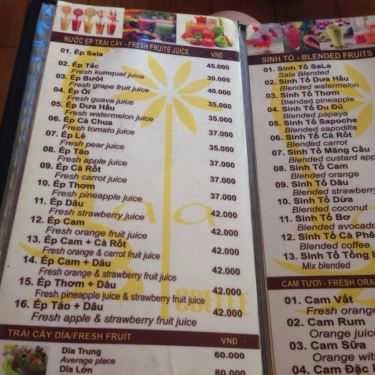 NƯỚC ÉP TRÁI CÂY - FRESH FRUITE JUICE VNĐ
01. Ép Sala 45.000
02. Ép Tắc 30.000
Fresh kumquat juice
03. Ép Bưởi 40.000
Fresh grape fruit juice
04. Ép Ổi 35.000
Fresh guava juice
05. Ép Dưa Hấu 35.000
Fresh watermelon juice
06. Ép Cà Chua 37.000
Fresh tomato juice
07. Ép Lê 37.000
Fresh pear juice
08. Ép Táo 35.000
Fresh apple juice
09. Ép Cà Rốt 37.000
Fresh carrot juice
10. Ép Thơm 37.000
Fresh pineapple juice
11. Ép Dâu 42.000
Fresh strawberry juice
12. Ép Cam 42.000
Fresh orange fruit juice
13. Ép Cam + Cà Rốt 42.000
Fresh orange & carrot fruit juice
14. Ép Cam + Dâu 42.000
Fresh orange & strawberry fruit juice
15. Ép Thơm + Dâu 42.000
Fresh pineapple juice & strawberry fruit juice
16. Ép Táo + Dâu 42.000
Fresh apple & strawberry fruit juice
TRÁI CÂY DĨA/FRESH FRUIT VNĐ
Dĩa Trung 60.000
Average place
Dĩa Lớn 80.000
SINH TỐ - BLENDED FRUITS
01. Sinh Tố SaLa
Sala Blended
02. Sinh Tố Dưa Hấu
Blended watermelon
03. Sinh Tố Thơm
Blended pineapple
04. Sinh Tố Đu Đủ
Blended papaya
05. Sinh Tố Sapoche
Blended sapodilla
06. Sinh Tố Cà Rốt
Blended carrot
07. Sinh Tố Mãng Cầu
Blended custard app
08. Sinh Tố Cam
Blended orange
09. Sinh Tố Dâu
Blended strawberry
10. Sinh Tố Dừa
Blended coconut
11. Sinh Tố Bơ
Blended avocado
12. Sinh Tố Cà Phê
Blended coffee
13. Sinh Tố Tổng
Mix blended
CAM TƯƠI - FRESH ORAN
01. Cam Vắt
Fresh orange
02. Cam Rum
Orange juice
03. Cam Sữa
Orange juice
04. Cam Đặc